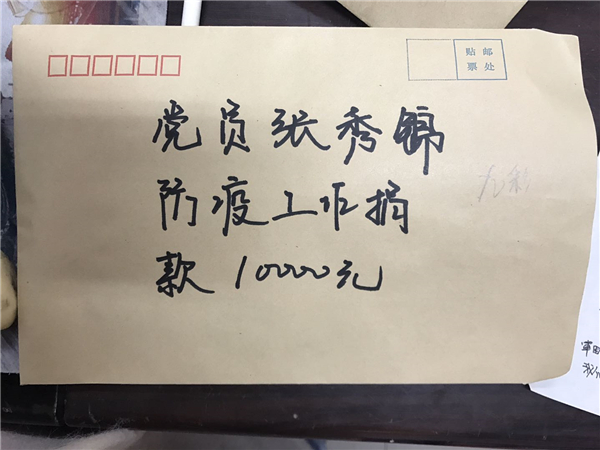 贴邮
票处
党员张秀锦
防疫工作捐
款10000元